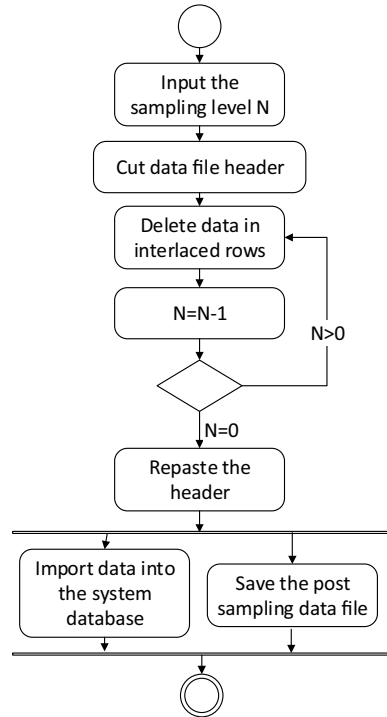 Input the
sampling level N
Cut data file header
Delete data in
interlaced rows
N=N-1
N>0
N=0
Repaste the
header
Import data into
the system
database
Save the post
sampling data file